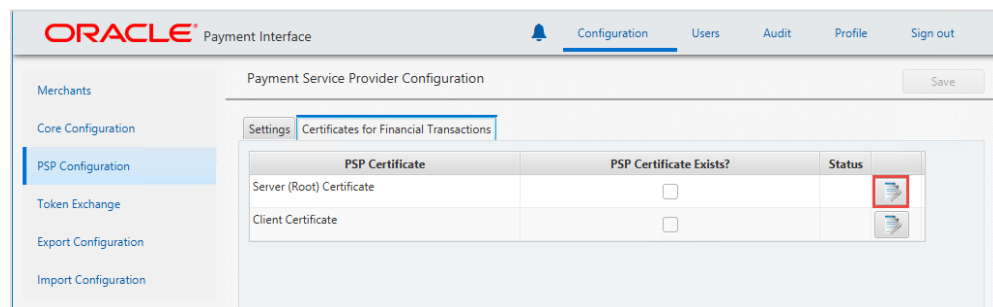 ORACLE® Payment Interface
Configuration Users Audit Profile Sign out
Merchants
Core Configuration
PSP Configuration
Token Exchange
Export Configuration
Import Configuration
Payment Service Provider Configuration
Save
Settings Certificates for Financial Transactions
PSP Certificate PSP Certificate Exists? Status
Server (Root) Certificate
Client Certificate